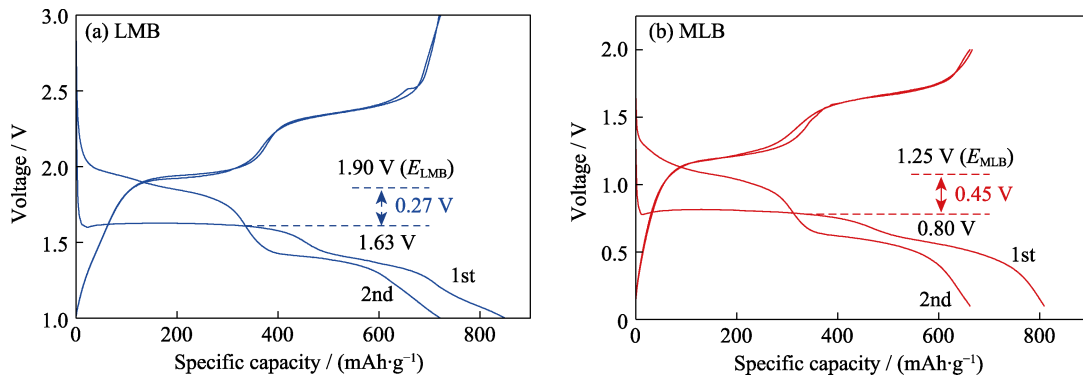 (a) LMB
3.0
2.5
2.0
1.5
1.0
Voltage / V
0
200
400
600
800
Specific capacity / (mAh·g⁻¹)
1.90 V (E_LMB)
0.27 V
1.63 V
1st
2nd
(b) MLB
2.0
1.5
1.0
0.5
0
Voltage / V
0
200
400
600
800
Specific capacity / (mAh·g⁻¹)
1.25 V (E_MLB)
0.45 V
0.80 V
1st
2nd